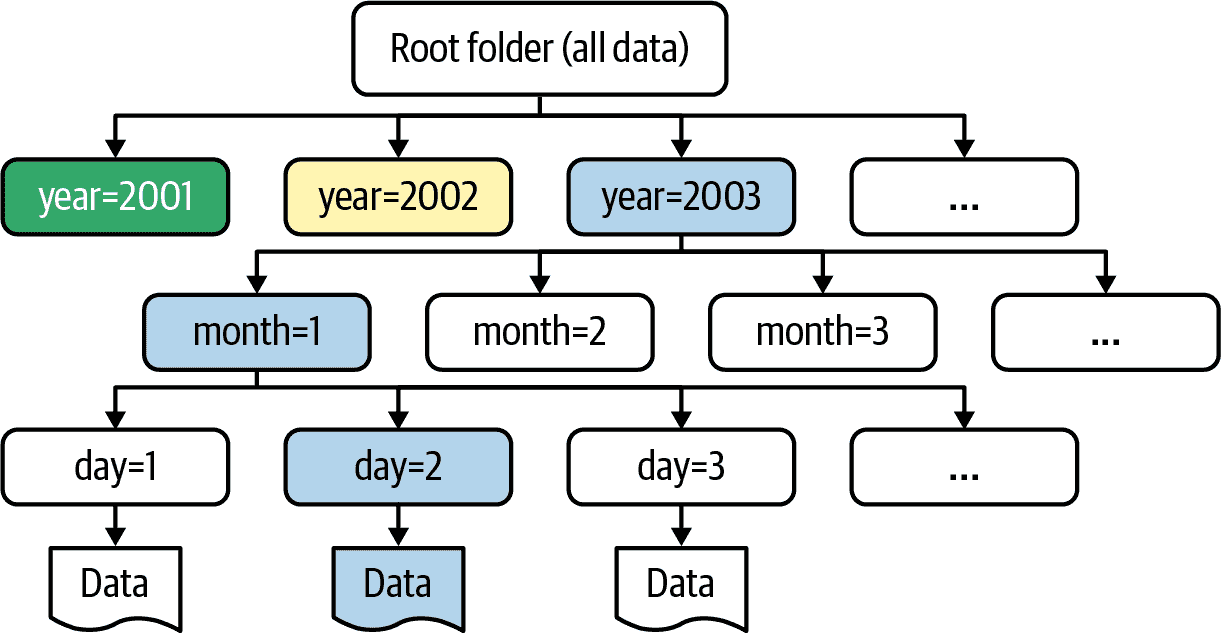 Root folder (all data)
year=2001
year=2002
year=2003
...
month=1
month=2
month=3
...
day=1
day=2
day=3
...
Data
Data
Data